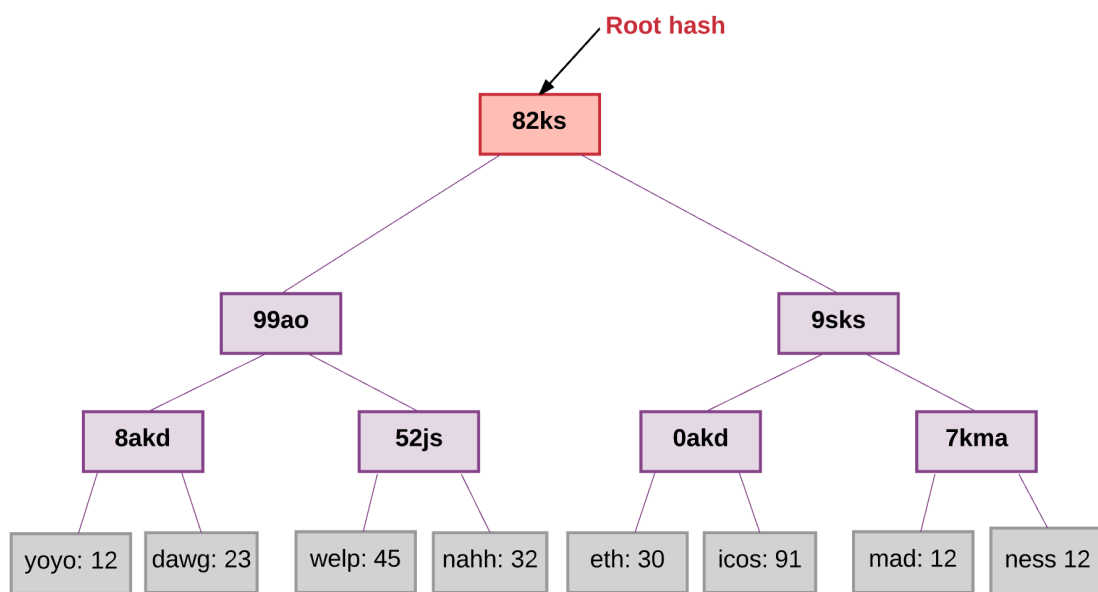 Root hash
82ks
99ao
9sks
8akd
52js
0akd
7kma
yoyo: 12
dawg: 23
welp: 45
nahh: 32
eth: 30
icos: 91
mad: 12
ness 12